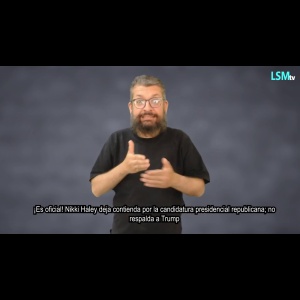 LSMtv
¡Es oficial! Nikki Haley deja contienda por la candidatura presidencial republicana; no
respalda a Trump